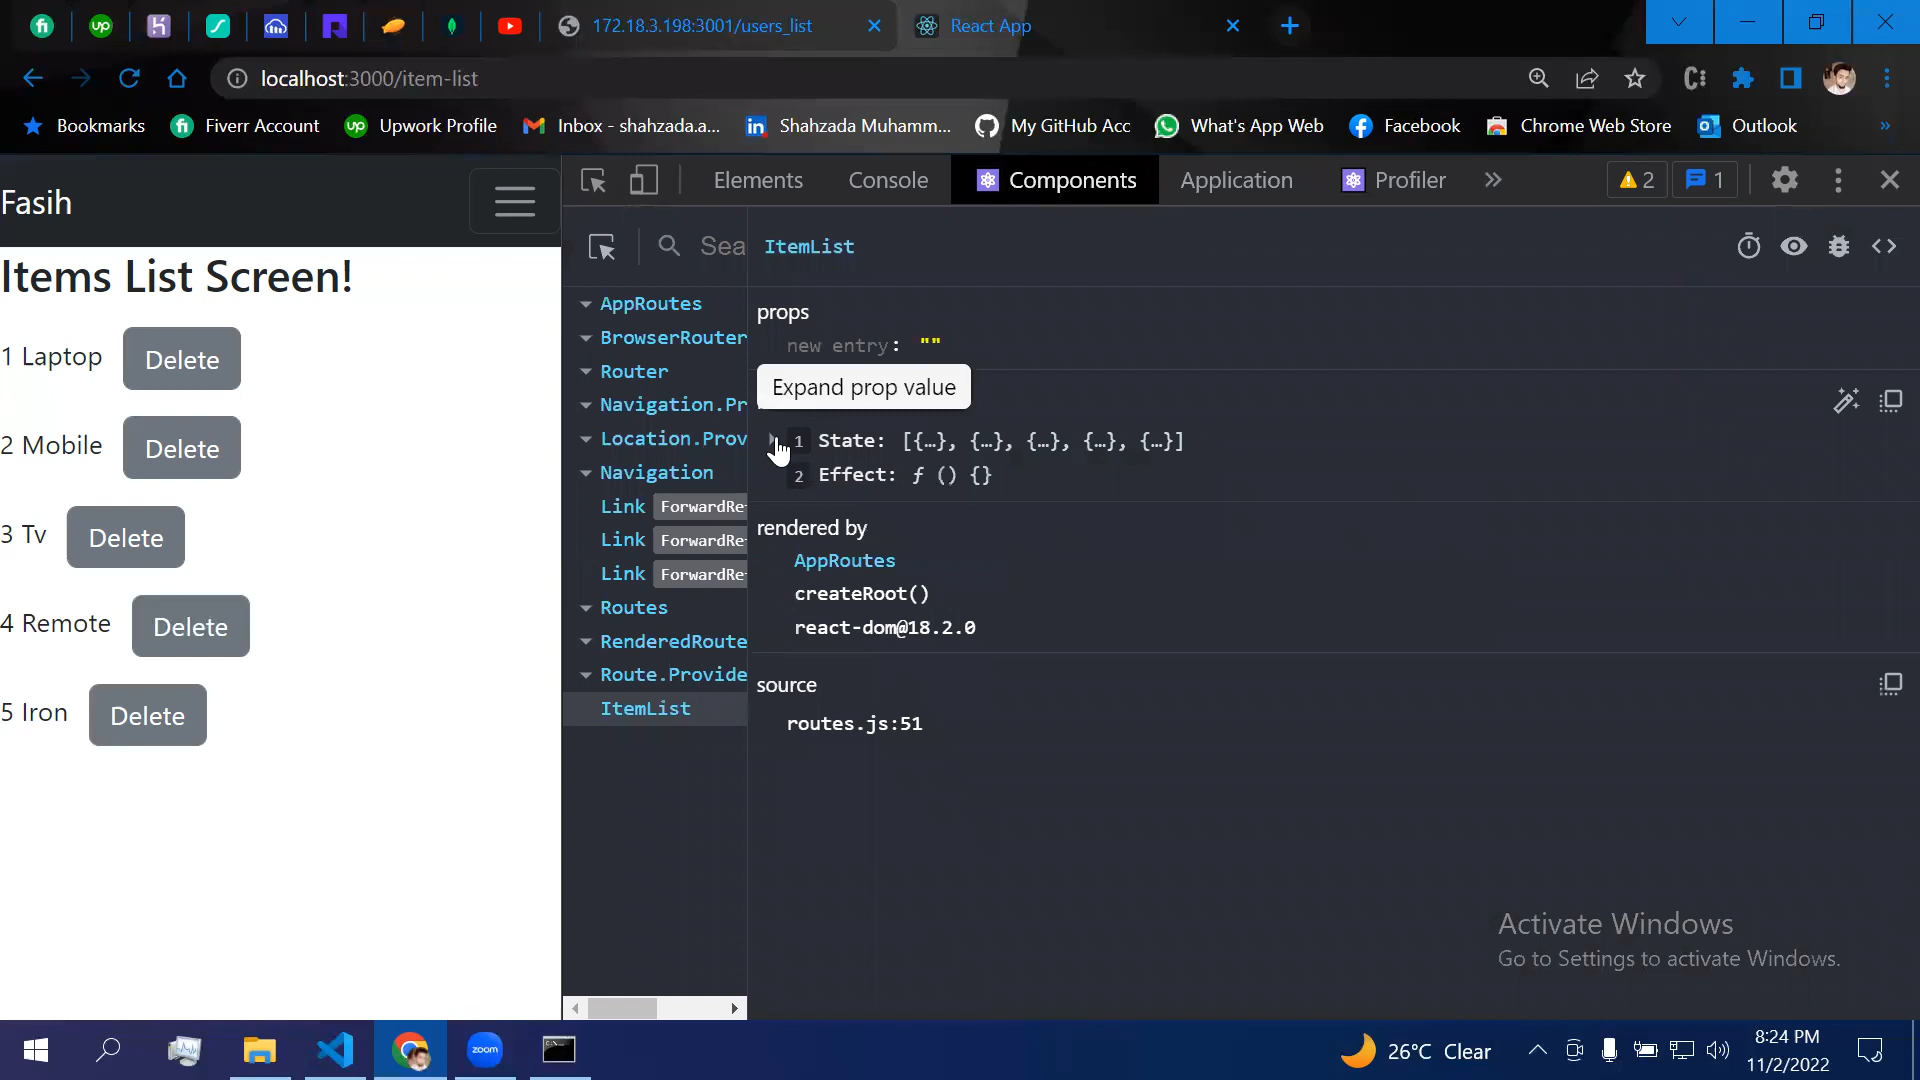 172.18.3.198:3001/users_list
React App
localhost:3000/item-list
Bookmarks
Fiverr Account
Upwork Profile
Inbox - shahzada.a...
Shahzada Muhamm...
My GitHub Acc
What's App Web
Facebook
Chrome Web Store
Outlook
»
Fasih
Items List Screen!
1 Laptop Delete
2 Mobile Delete
3 Tv Delete
4 Remote Delete
5 Iron Delete
Elements
Console
Components
Application
Profiler
2
1
Sea
ItemList
AppRoutes
BrowserRouter
Router
Navigation.Pr
Location.Prov
Navigation
Link ForwardRe
Link ForwardRe
Link ForwardRe
Routes
RenderedRoute
Route.Provide
ItemList
props
new entry: ""
Expand prop value
1 State: [{…}, {…}, {…}, {…}, {…}]
2 Effect: ƒ () {}
rendered by
AppRoutes
createRoot()
react-dom@18.2.0
source
routes.js:51
Activate Windows
Go to Settings to activate Windows.
zoom
26°C Clear
8:24 PM
11/2/2022